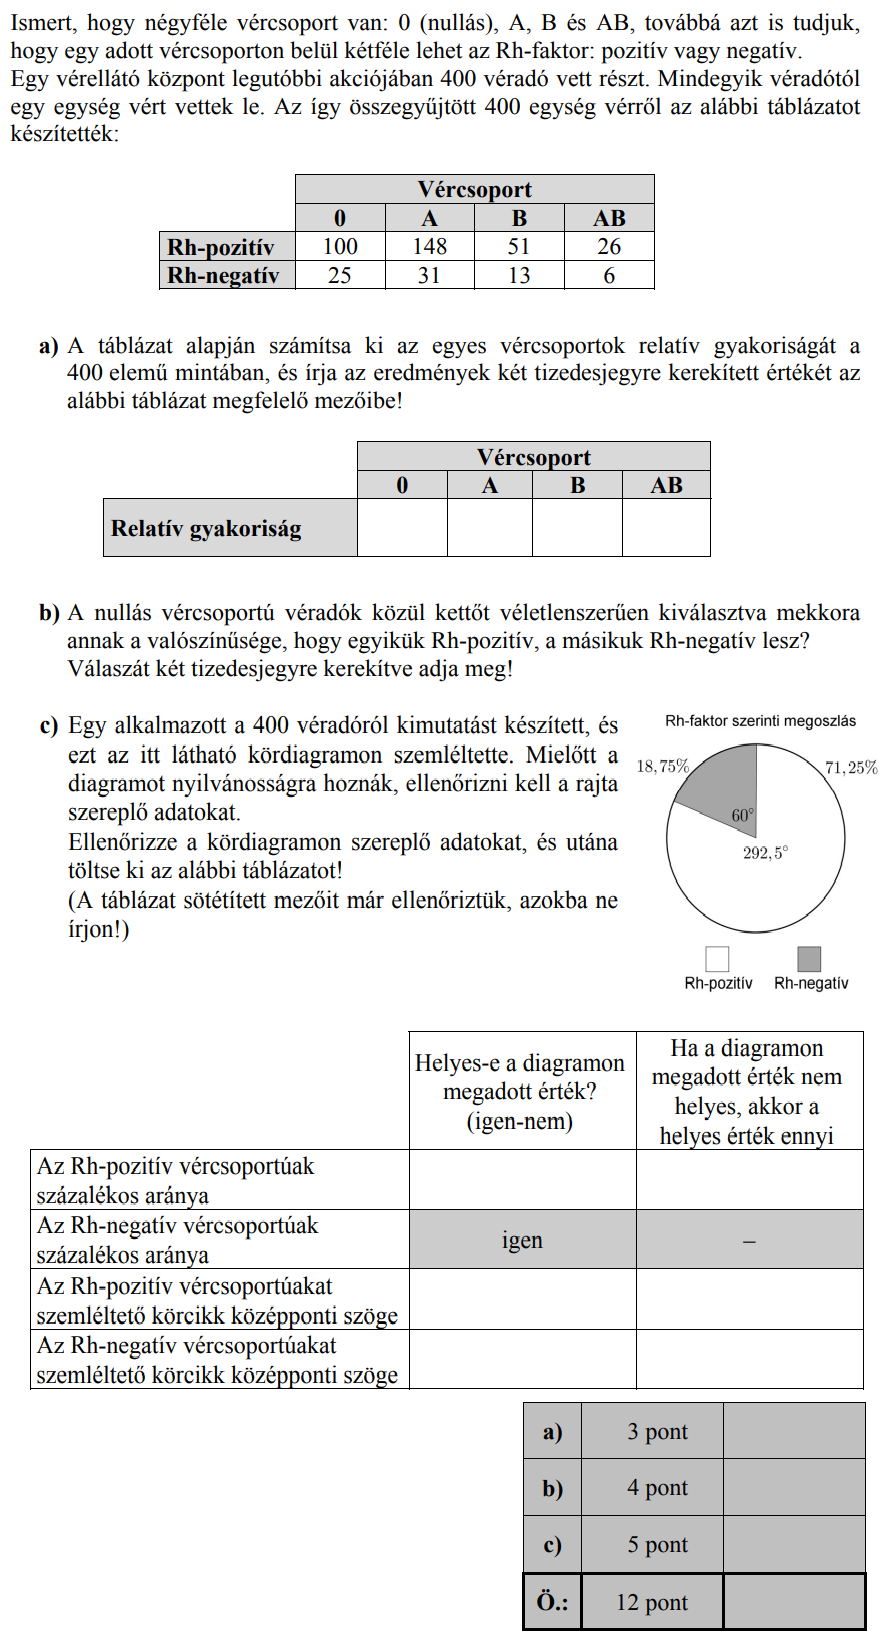 Ismert, hogy négyféle vércsoport van: 0 (nullás), A, B és AB, továbbá azt is tudjuk,
hogy egy adott vércsoporton belül kétféle lehet az Rh-faktor: pozitív vagy negatív.
Egy vérellátó központ legutóbbi akciójában 400 véradó vett részt. Mindegyik véradótól
egy egység vért vettek le. Az így összegyűjtött 400 egység vérről az alábbi táblázatot
készítették:
Vércsoport
0 A B AB
Rh-pozitív 100 148 51 26
Rh-negatív 25 31 13 6
a) A táblázat alapján számítsa ki az egyes vércsoportok relatív gyakoriságát a
400 elemű mintában, és írja az eredmények két tizedesjegyre kerekített értékét az
alábbi táblázat megfelelő mezőibe!
Vércsoport
0 A B AB
Relatív gyakoriság
b) A nullás vércsoportú véradók közül kettőt véletlenszerűen kiválasztva mekkora
annak a valószínűsége, hogy egyikük Rh-pozitív, a másikuk Rh-negatív lesz?
Válaszát két tizedesjegyre kerekítve adja meg!
c) Egy alkalmazott a 400 véradóról kimutatást készített, és
ezt az itt látható kördiagramon szemléltette. Mielőtt a
diagramot nyilvánosságra hoznák, ellenőrizni kell a rajta
szereplő adatokat.
Ellenőrizze a kördiagramon szereplő adatokat, és utána
töltse ki az alábbi táblázatot!
(A táblázat sötétített mezőit már ellenőriztük, azokba ne
írjon!)
Rh-faktor szerinti megoszlás
18,75% 71,25%
60°
292,5°
Rh-pozitív Rh-negatív
Helyes-e a diagramon
megadott érték?
(igen-nem)
Ha a diagramon
megadott érték nem
helyes, akkor a
helyes érték ennyi
Az Rh-pozitív vércsoportúak
százalékos aránya
Az Rh-negatív vércsoportúak
százalékos aránya
igen –
Az Rh-pozitív vércsoportúakat
szemléltető körcikk középponti szöge
Az Rh-negatív vércsoportúakat
szemléltető körcikk középponti szöge
a) 3 pont
b) 4 pont
c) 5 pont
Ö.: 12 pont